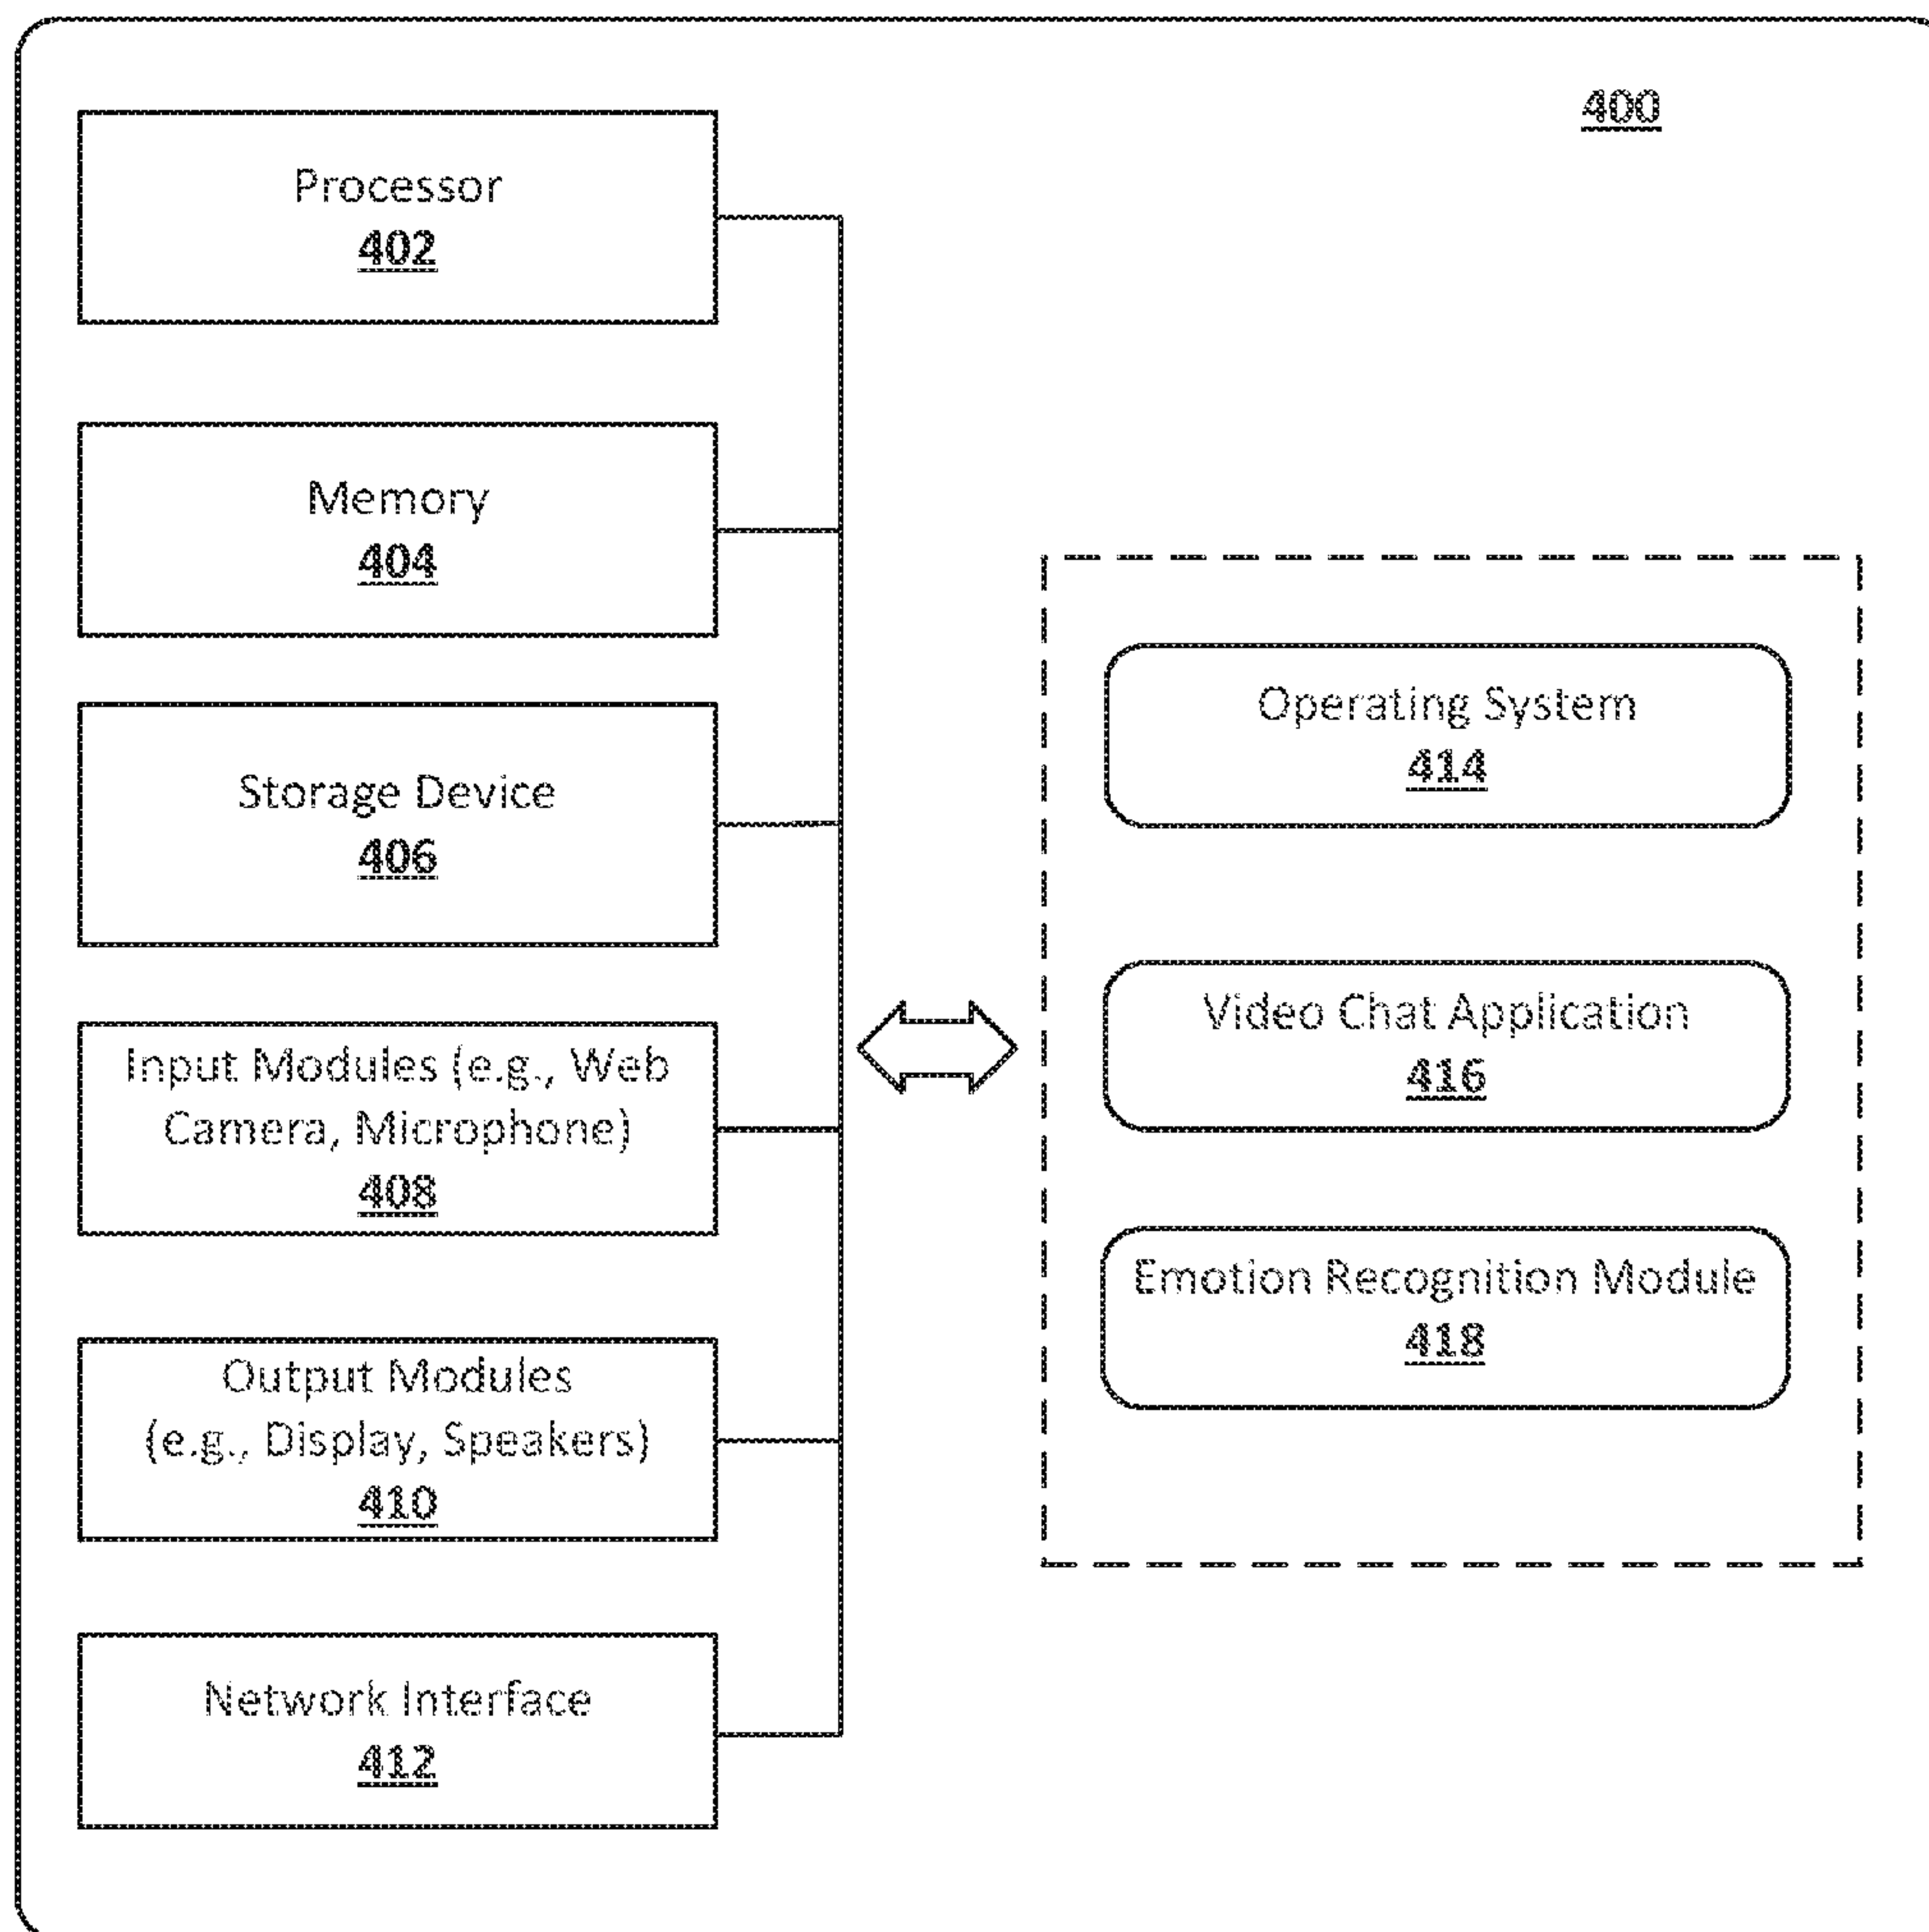 400
Processor
402
Memory
404
Storage Device
406
Input Modules (e.g., Web
Camera, Microphone)
408
Output Modules
(e.g., Display, Speakers)
410
Network Interface
412
Operating System
414
Video Chat Application
416
Emotion Recognition Module
418